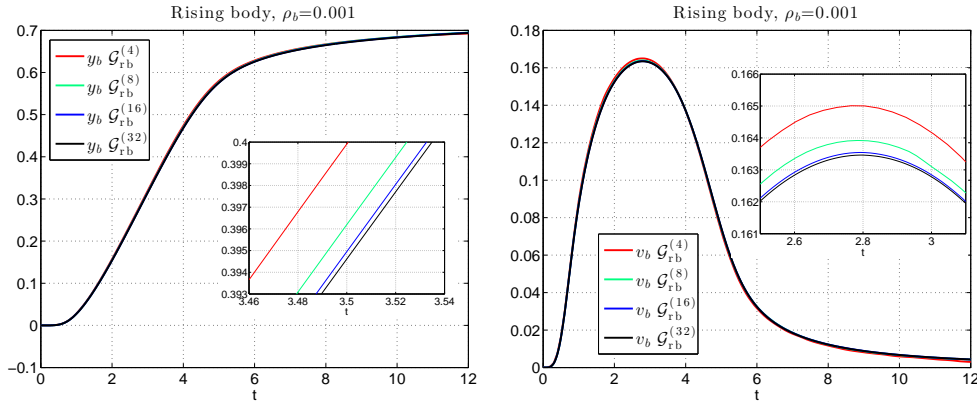 Rising body, ρ_b=0.001
0.7
0.6
0.5
0.4
0.3
0.2
0.1
0
−0.1
0 2 4 6 8 10 12
t
y_b 𝒢_rb^(4)
y_b 𝒢_rb^(8)
y_b 𝒢_rb^(16)
y_b 𝒢_rb^(32)
0.4
0.399
0.398
0.397
0.396
0.395
0.394
0.393
3.46 3.48 3.5 3.52 3.54
t
Rising body, ρ_b=0.001
0.18
0.16
0.14
0.12
0.1
0.08
0.06
0.04
0.02
0
0 2 4 6 8 10 12
t
0.166
0.165
0.164
0.163
0.162
0.161
2.6 2.8 3
t
v_b 𝒢_rb^(4)
v_b 𝒢_rb^(8)
v_b 𝒢_rb^(16)
v_b 𝒢_rb^(32)